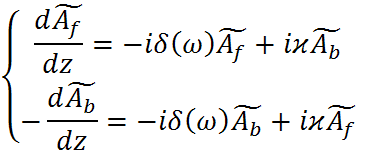 dÃ_f/dz = −iδ(ω)Ã_f + iϰÃ_b
−dÃ_b/dz = −iδ(ω)Ã_b + iϰÃ_f